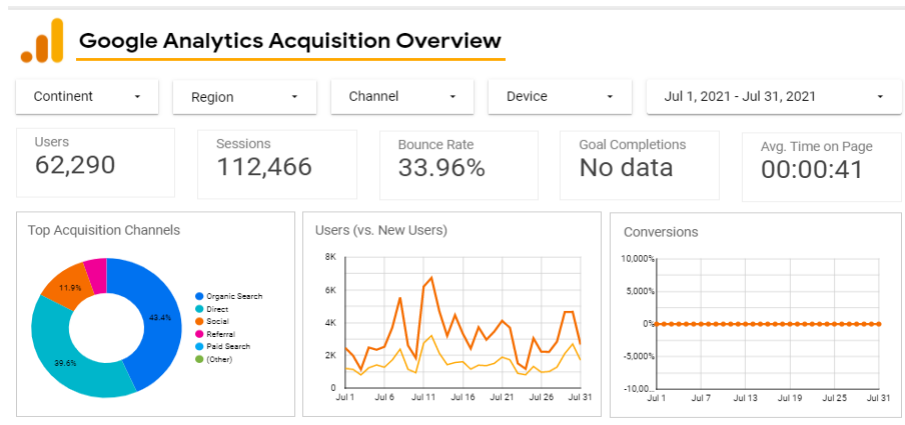 Google Analytics Acquisition Overview
Continent
Region
Channel
Device
Jul 1, 2021 - Jul 31, 2021
Users
62,290
Sessions
112,466
Bounce Rate
33.96%
Goal Completions
No data
Avg. Time on Page
00:00:41
Top Acquisition Channels
11.9%
43.4%
39.6%
Organic Search
Direct
Social
Referral
Paid Search
(Other)
Users (vs. New Users)
8K
6K
4K
2K
0
Jul 1 Jul 6 Jul 11 Jul 16 Jul 21 Jul 26 Jul 31
Conversions
10,000%
5,000%
0%
-5,000%
-10,00...
Jul 1 Jul 7 Jul 13 Jul 19 Jul 25 Jul 31